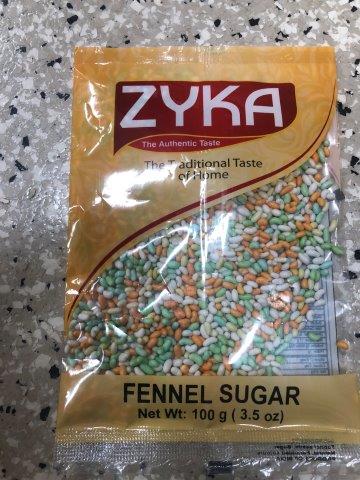 ZYKA
The Authentic Taste
The Traditional Taste
of Home
FENNEL SUGAR
Net Wt: 100 g ( 3.5 oz)